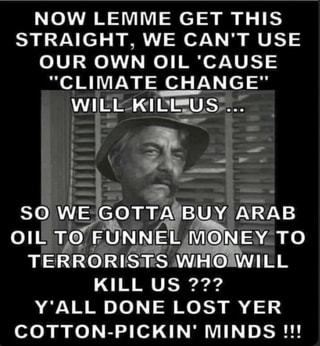 NOW LEMME GET THIS
STRAIGHT, WE CAN'T USE
OUR OWN OIL 'CAUSE
"CLIMATE CHANGE"
WILL KILL US ...
SO WE GOTTA BUY ARAB
OIL TO FUNNEL MONEY TO
TERRORISTS WHO WILL
KILL US ???
Y'ALL DONE LOST YER
COTTON-PICKIN' MINDS !!!